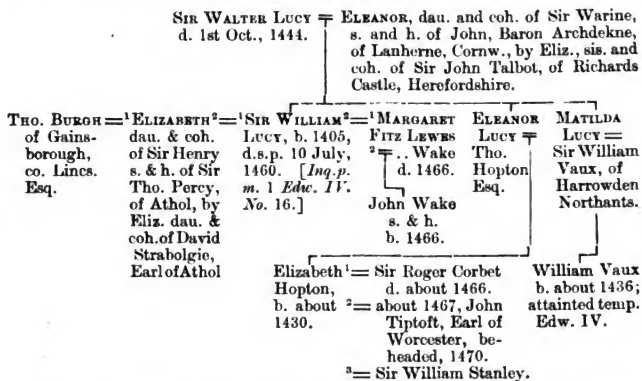 SIR WALTER LUCY ╤ ELEANOR, dau. and coh. of Sir Warine,
d. 1st Oct., 1444. s. and h. of John, Baron Archdekne,
of Lanherne, Cornw., by Eliz., sis. and
coh. of Sir John Talbot, of Richards
Castle, Herefordshire.
THO. BURGH =¹ELIZABETH²=¹SIR WILLIAM²=¹MARGARET ELEANOR MATILDA
of Gains- dau. & coh. LUCY, b. 1405, FITZ LEWES LUCY ╤ LUCY =
borough, of Sir Henry d.s.p. 10 July, ²╤.. Wake Tho. Sir William
co. Lincs. s. & h. of Sir 1460. [Inq.p. d. 1466. Hopton Vaux, of
Esq. Tho. Percy, m. 1 Edw. IV. Esq. Harrowden
of Athol, by No. 16.] John Wake Northants.
Eliz. dau. & s. & h.
coh.of David b. 1466.
Strabolgie,
Earl of Athol
Elizabeth¹= Sir Roger Corbet William Vaux
Hopton, d. about 1466. b. about 1436;
b. about ²= about 1467, John attainted temp.
1430. Tiptoft, Earl of Edw. IV.
Worcester, be-
headed, 1470.
³= Sir William Stanley.